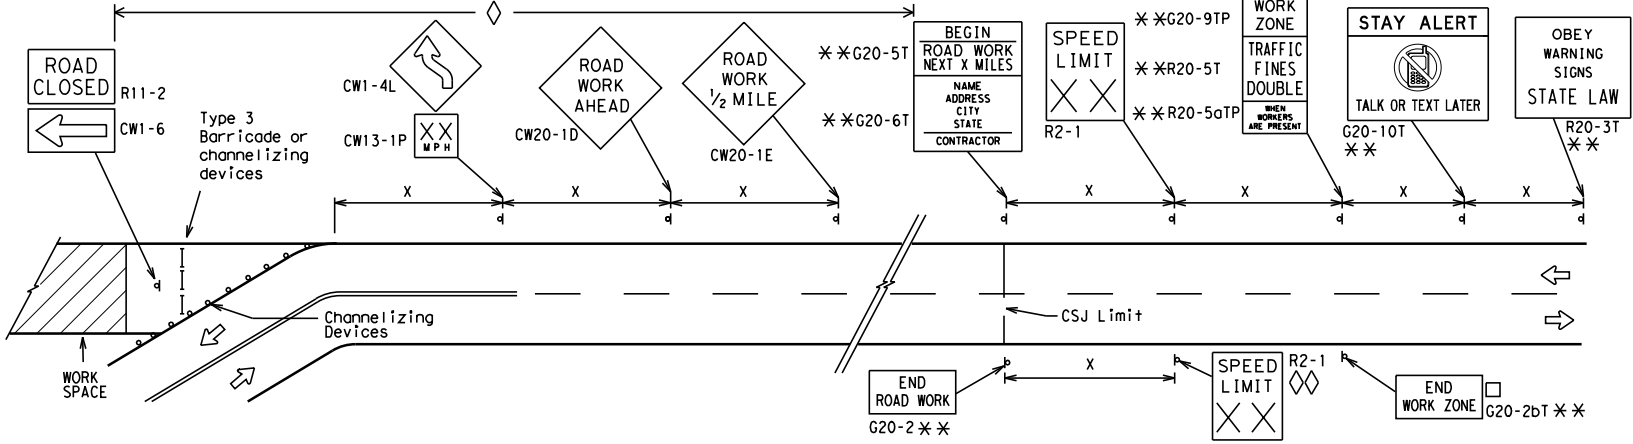 ROAD
CLOSED
R11-2
CW1-6
Type 3
Barricade or
channelizing
devices
CW1-4L
CW13-1P
XX
MPH
ROAD
WORK
AHEAD
CW20-1D
ROAD
WORK
1/2 MILE
CW20-1E
**G20-5T
**G20-6T
BEGIN
ROAD WORK
NEXT X MILES
NAME
ADDRESS
CITY
STATE
CONTRACTOR
SPEED
LIMIT
XX
R2-1
**G20-9TP
**R20-5T
**R20-5aTP
WORK
ZONE
TRAFFIC
FINES
DOUBLE
WHEN
WORKERS
ARE PRESENT
STAY ALERT
TALK OR TEXT LATER
G20-10T
**
OBEY
WARNING
SIGNS
STATE LAW
R20-3T
**
X
X
X
X
X
X
X
Channelizing
Devices
WORK
SPACE
CSJ Limit
X
END
ROAD WORK
G20-2**
SPEED
LIMIT
XX
R2-1
END
WORK ZONE
G20-2bT**